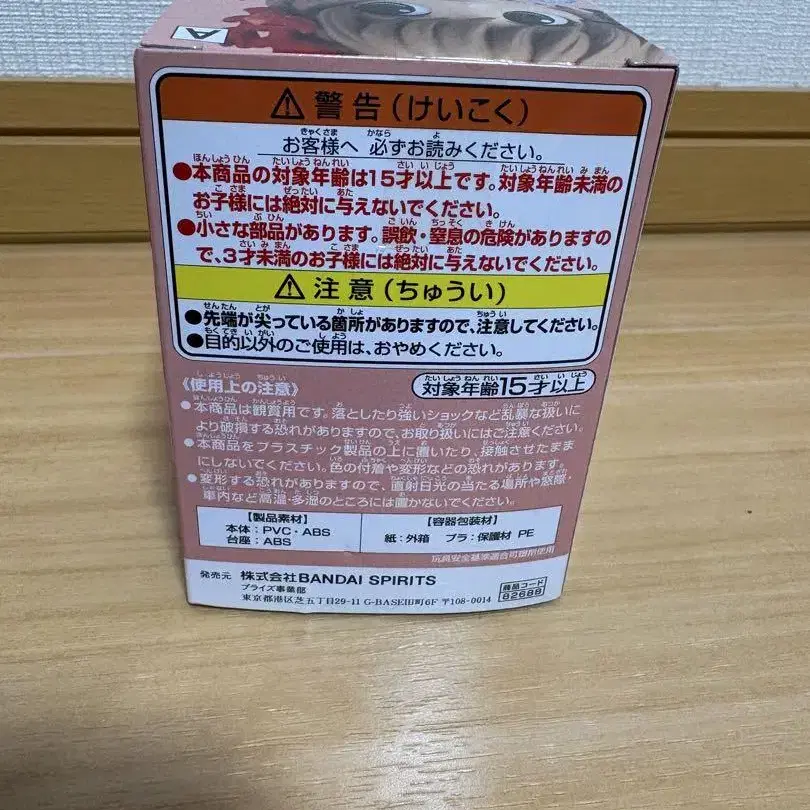 A
警告(けいこく)
お客様へ 必ずお読みください。
●本商品の対象年齢は15才以上です。対象年齢未満の
お子様には絶対に与えないでください。
●小さな部品があります。誤飲・窒息の危険がありますの
で、3才未満のお子様には絶対に与えないでください。
注意(ちゅうい)
●先端が尖っている箇所がありますので、注意してください。
●目的以外のご使用は、おやめください。
《使用上の注意》
対象年齢15才以上
●本商品は観賞用です。落としたり強いショックなど乱暴な扱いに
より破損する恐れがありますので、お取り扱いにはご注意ください。
●本商品をプラスチック製品の上に置いたり、接触させたまま
にしないでください。色の付着や変形などの恐れがあります。
●変形する恐れがありますので、直射日光の当たる場所や窓際・
車内など高温・多湿のところには置かないでください。
【製品素材】
本体:PVC・ABS
台座:ABS
【容器包装材】
紙:外箱 プラ:保護材 PE
玩具安全基準適合可塑剤使用
発売元 株式会社BANDAI SPIRITS
プライズ事業部
東京都港区芝五丁目29-11 G-BASE田町6F 〒108-0014
商品コード
82688